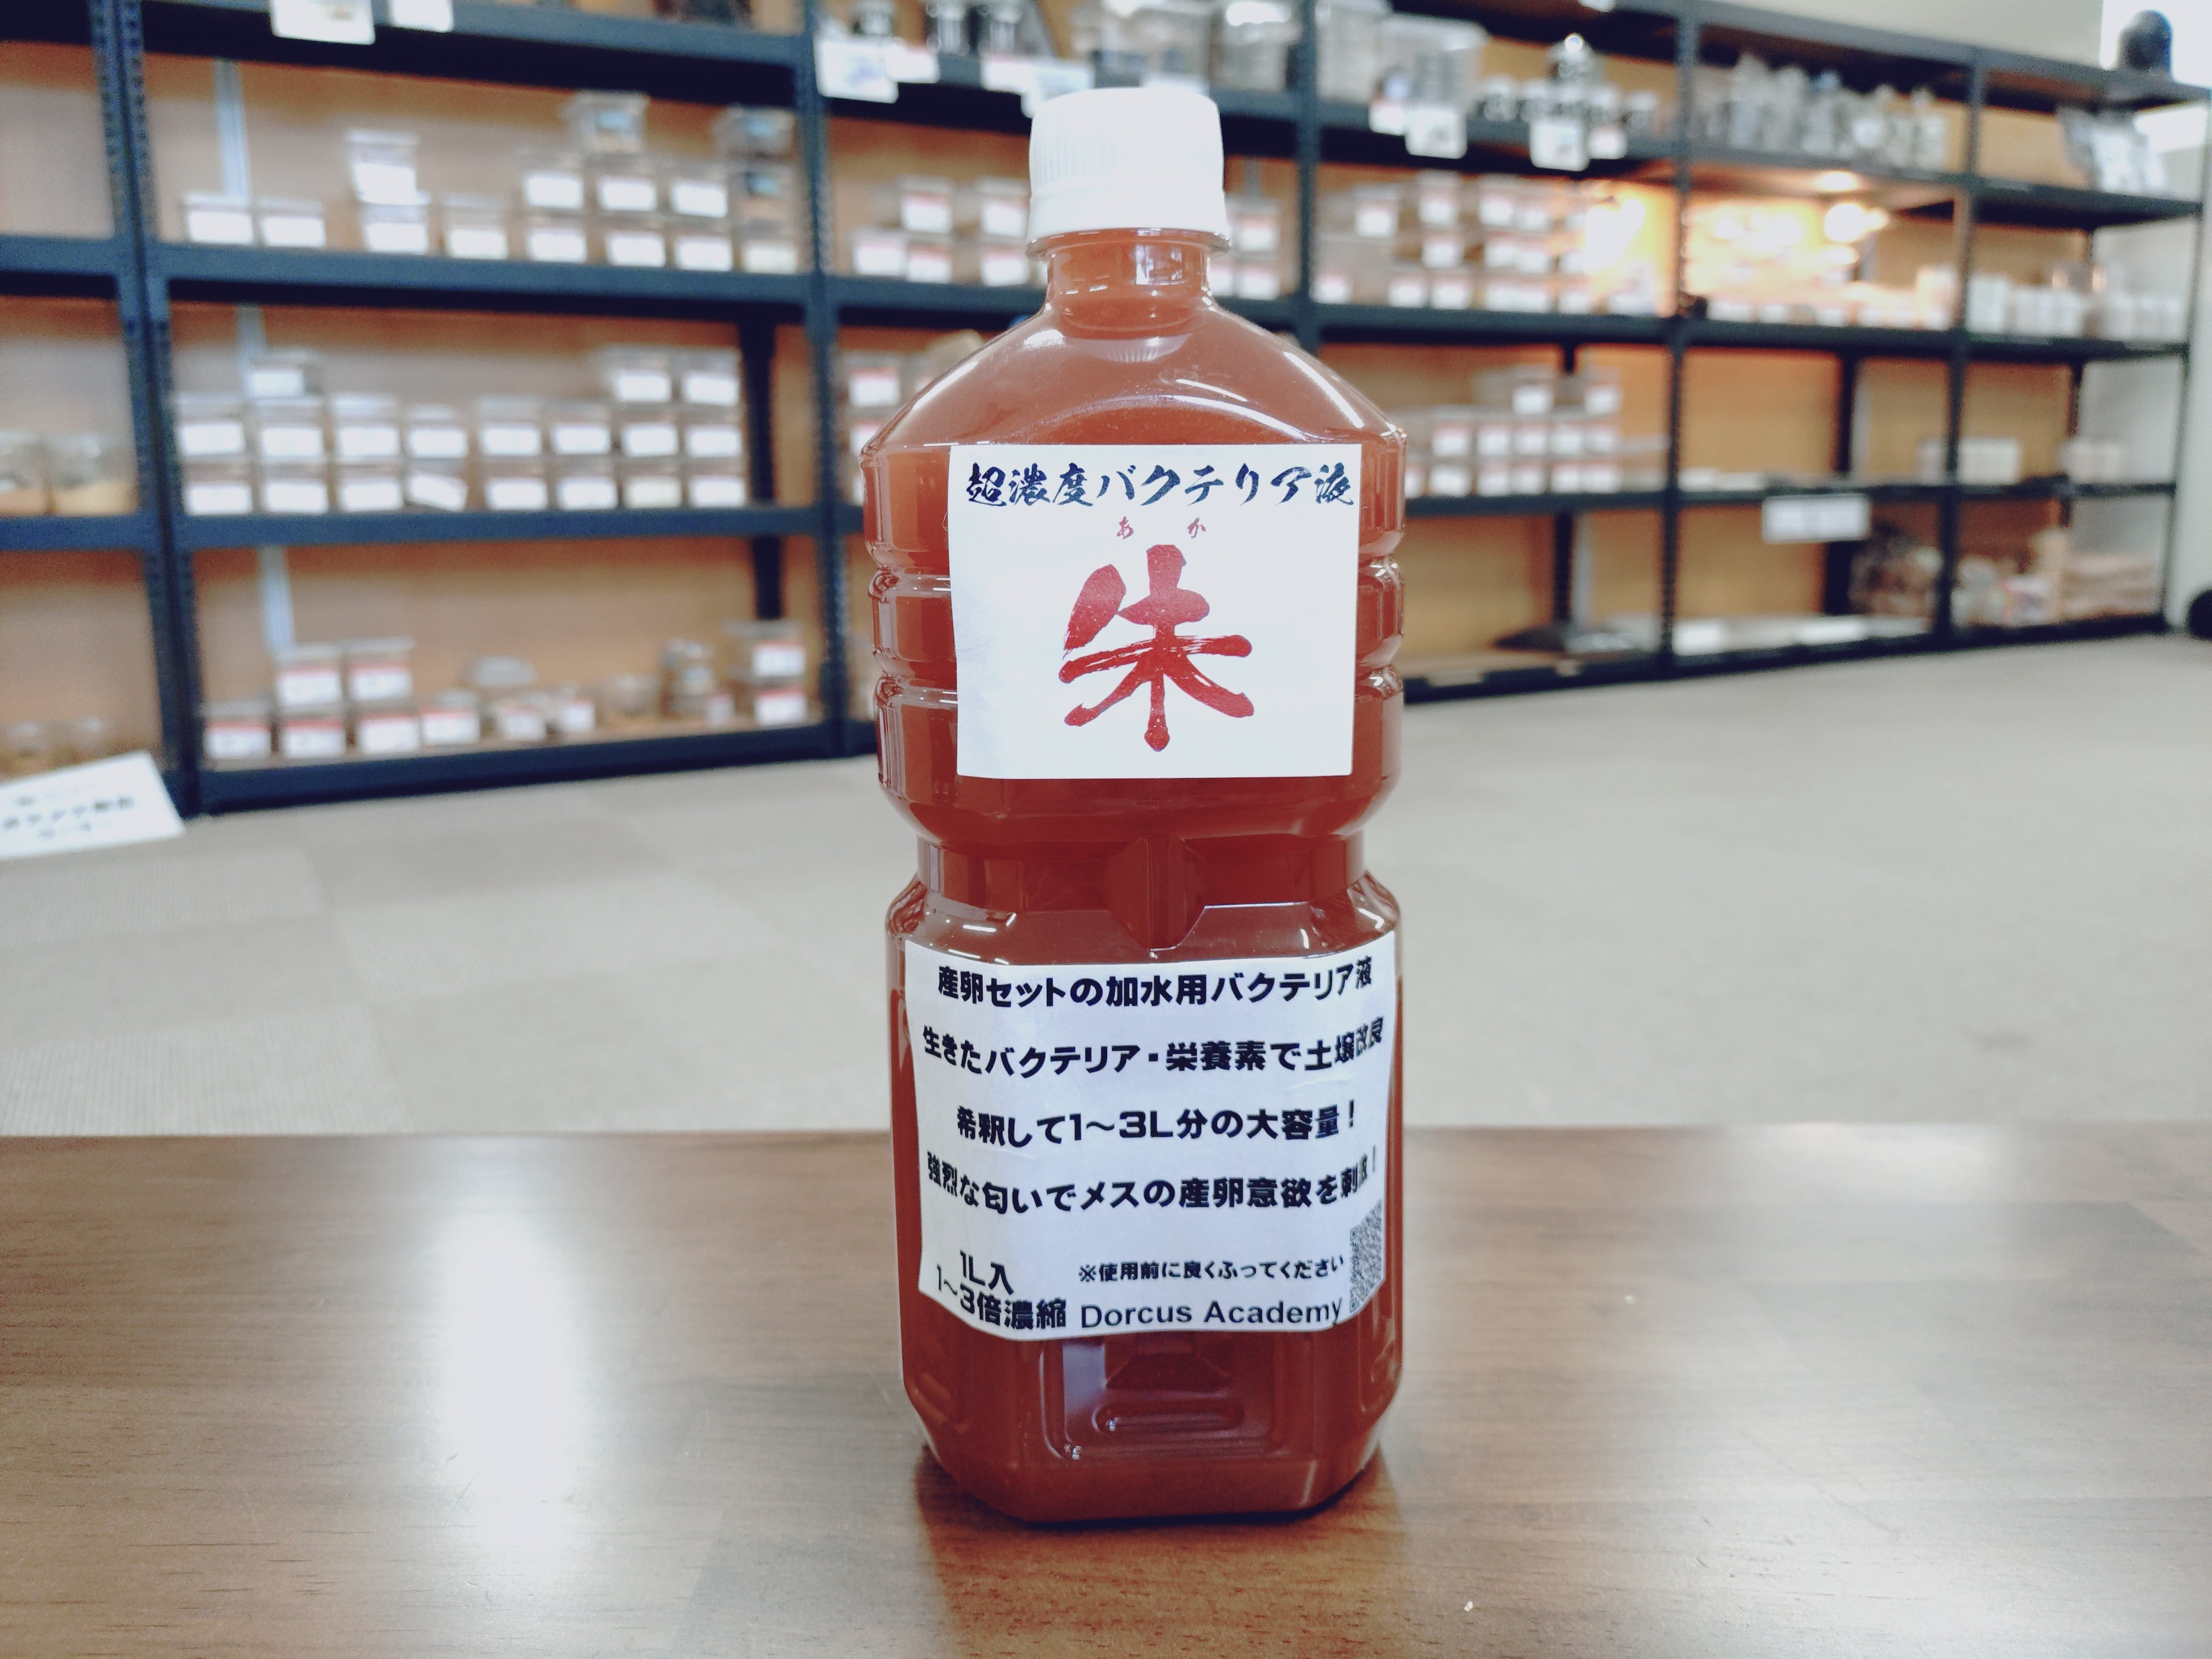 超濃度バクテリア液
あか
朱
産卵セットの加水用バクテリア液
生きたバクテリア・栄養素で土壌改良
希釈して1～3L分の大容量！
強烈な匂いでメスの産卵意欲を刺激！
1L入
※使用前に良くふってください
1～3倍濃縮 Dorcus Academy